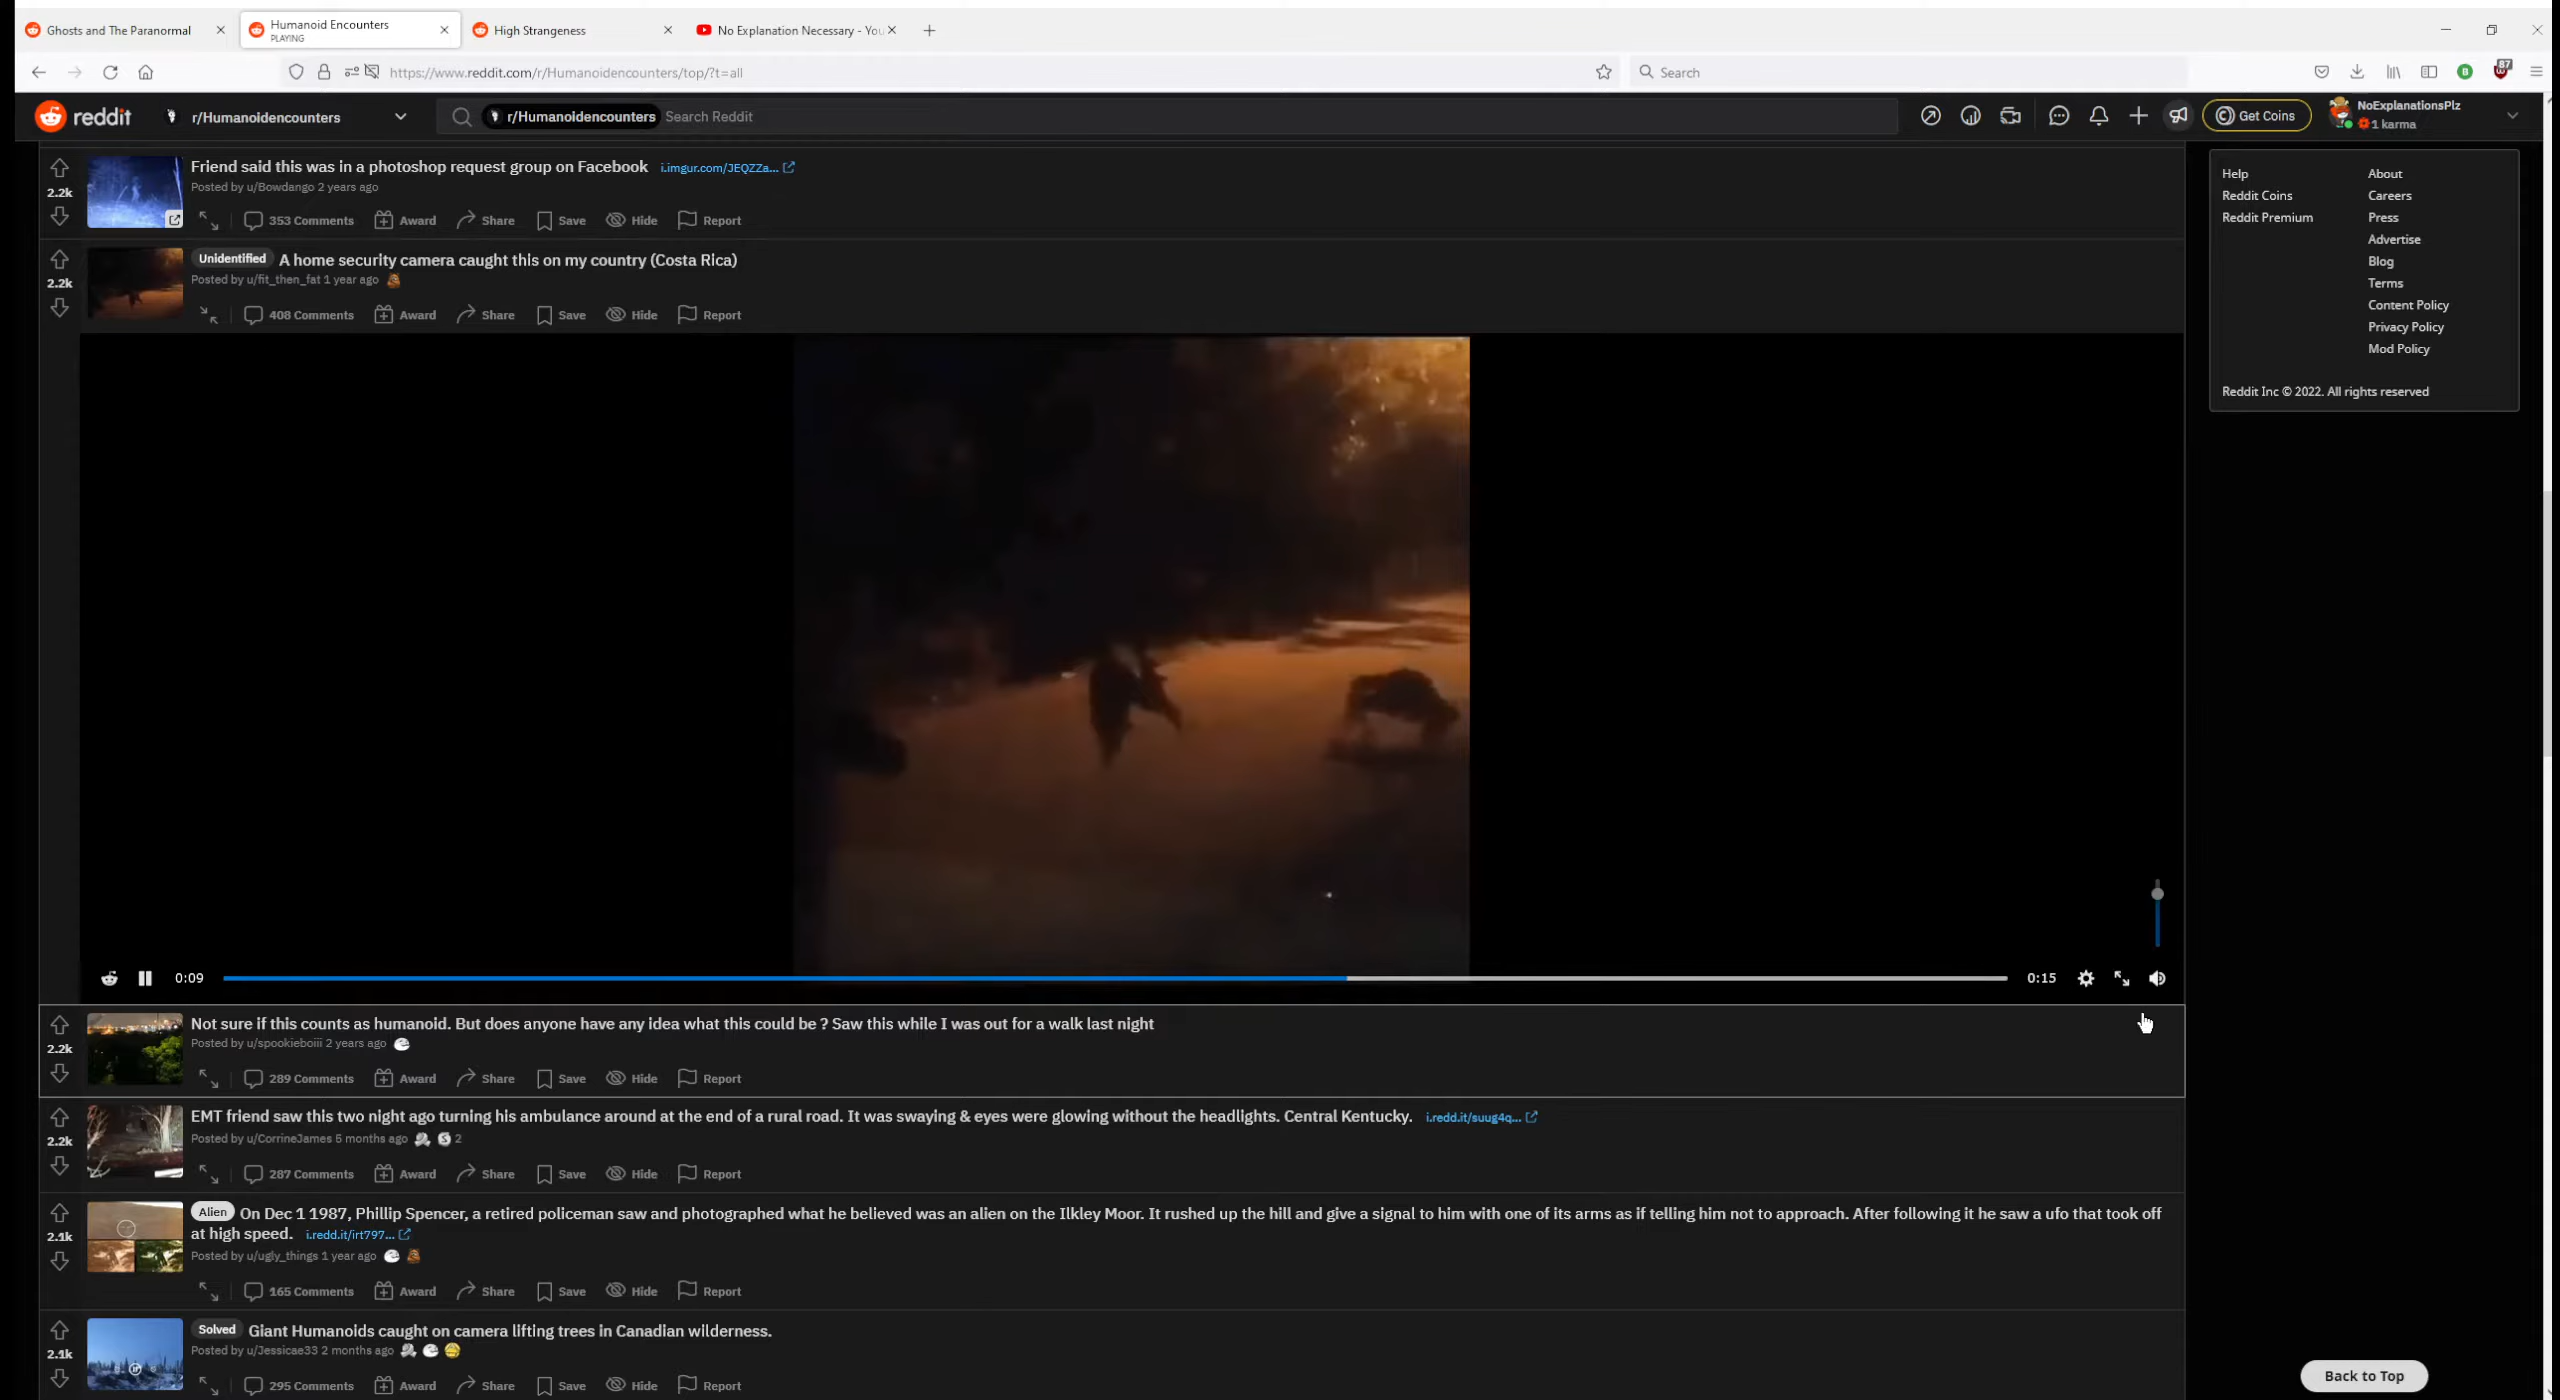 Ghosts and The Paranormal
Humanoid Encounters
PLAYING
High Strangeness
No Explanation Necessary - You
https://www.reddit.com/r/Humanoidencounters/top/?t=all
Search
87
reddit
r/Humanoidencounters
r/Humanoidencounters Search Reddit
Get Coins
NoExplanationsPlz
1 karma
2.2k
Friend said this was in a photoshop request group on Facebook i.imgur.com/JEQZZa...
Posted by u/Bowdango 2 years ago
353 Comments Award Share Save Hide Report
2.2k
Unidentified A home security camera caught this on my country (Costa Rica)
Posted by u/fit_then_fat 1 year ago
408 Comments Award Share Save Hide Report
0:09
0:15
2.2k
Not sure if this counts as humanoid. But does anyone have any idea what this could be ? Saw this while I was out for a walk last night
Posted by u/spookieboiii 2 years ago
289 Comments Award Share Save Hide Report
2.2k
EMT friend saw this two night ago turning his ambulance around at the end of a rural road. It was swaying & eyes were glowing without the headlights. Central Kentucky. i.redd.it/suug4q...
Posted by u/CorrineJames 5 months ago 2
287 Comments Award Share Save Hide Report
2.1k
Alien On Dec 1 1987, Phillip Spencer, a retired policeman saw and photographed what he believed was an alien on the Ilkley Moor. It rushed up the hill and give a signal to him with one of its arms as if telling him not to approach. After following it he saw a ufo that took off
at high speed. i.redd.it/irt797...
Posted by u/ugly_things 1 year ago
165 Comments Award Share Save Hide Report
2.1k
Solved Giant Humanoids caught on camera lifting trees in Canadian wilderness.
Posted by u/Jessicae33 2 months ago
295 Comments Award Share Save Hide Report
Help
Reddit Coins
Reddit Premium
About
Careers
Press
Advertise
Blog
Terms
Content Policy
Privacy Policy
Mod Policy
Reddit Inc © 2022. All rights reserved
Back to Top